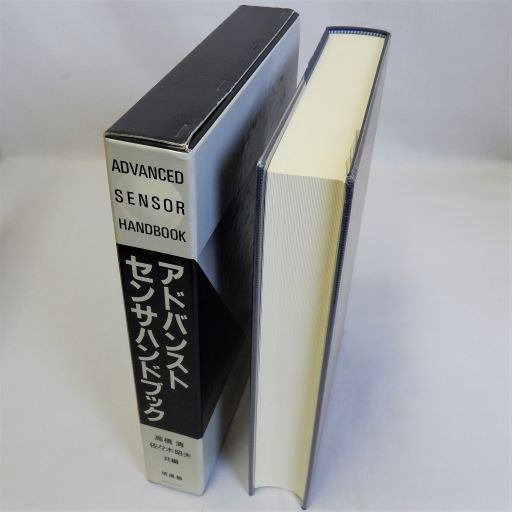 ADVANCED
SENSOR
HANDBOOK
アドバンスト
センサハンドブック
高橋 清
佐々木昭夫
共編
培風館